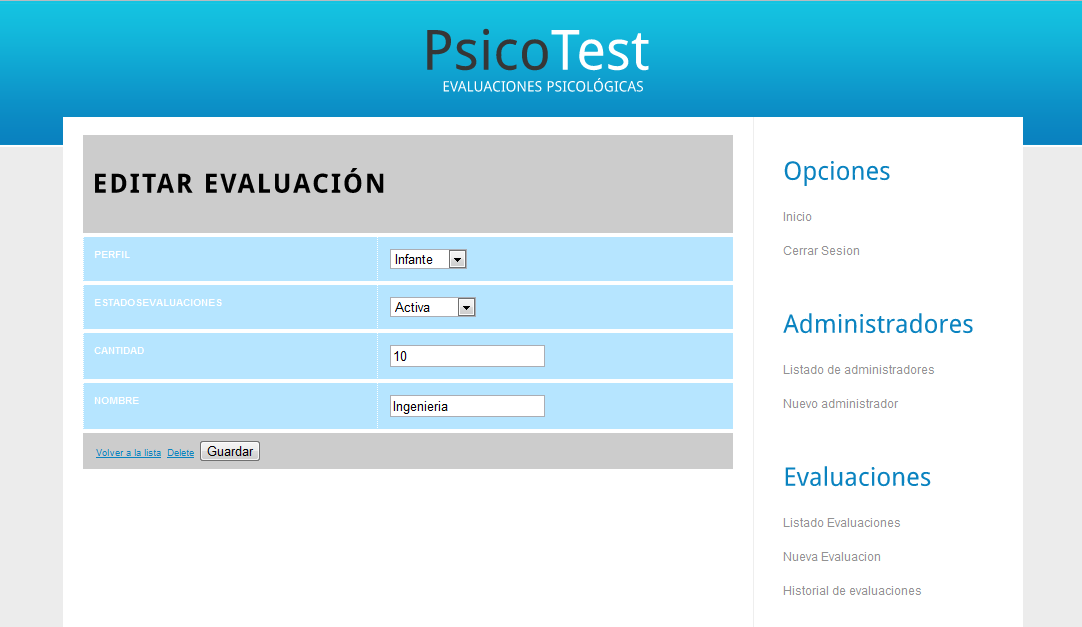 PsicoTest
EVALUACIONES PSICOLÓGICAS
EDITAR EVALUACIÓN
PERFIL Infante
ESTADOSEVALUACIONES Activa
CANTIDAD 10
NOMBRE Ingenieria
Volver a la lista Delete Guardar
Opciones
Inicio
Cerrar Sesion
Administradores
Listado de administradores
Nuevo administrador
Evaluaciones
Listado Evaluaciones
Nueva Evaluacion
Historial de evaluaciones